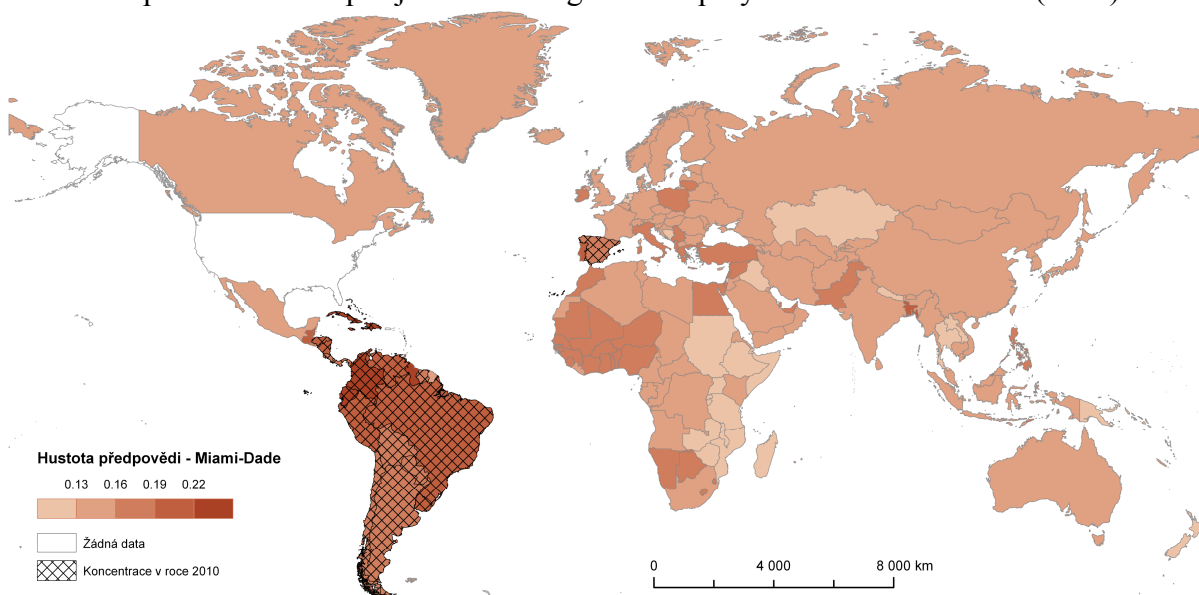 Hustota předpovědi - Miami-Dade
0.13 0.16 0.19 0.22
Žádná data
Koncentrace v roce 2010
0 4 000 8 000 km